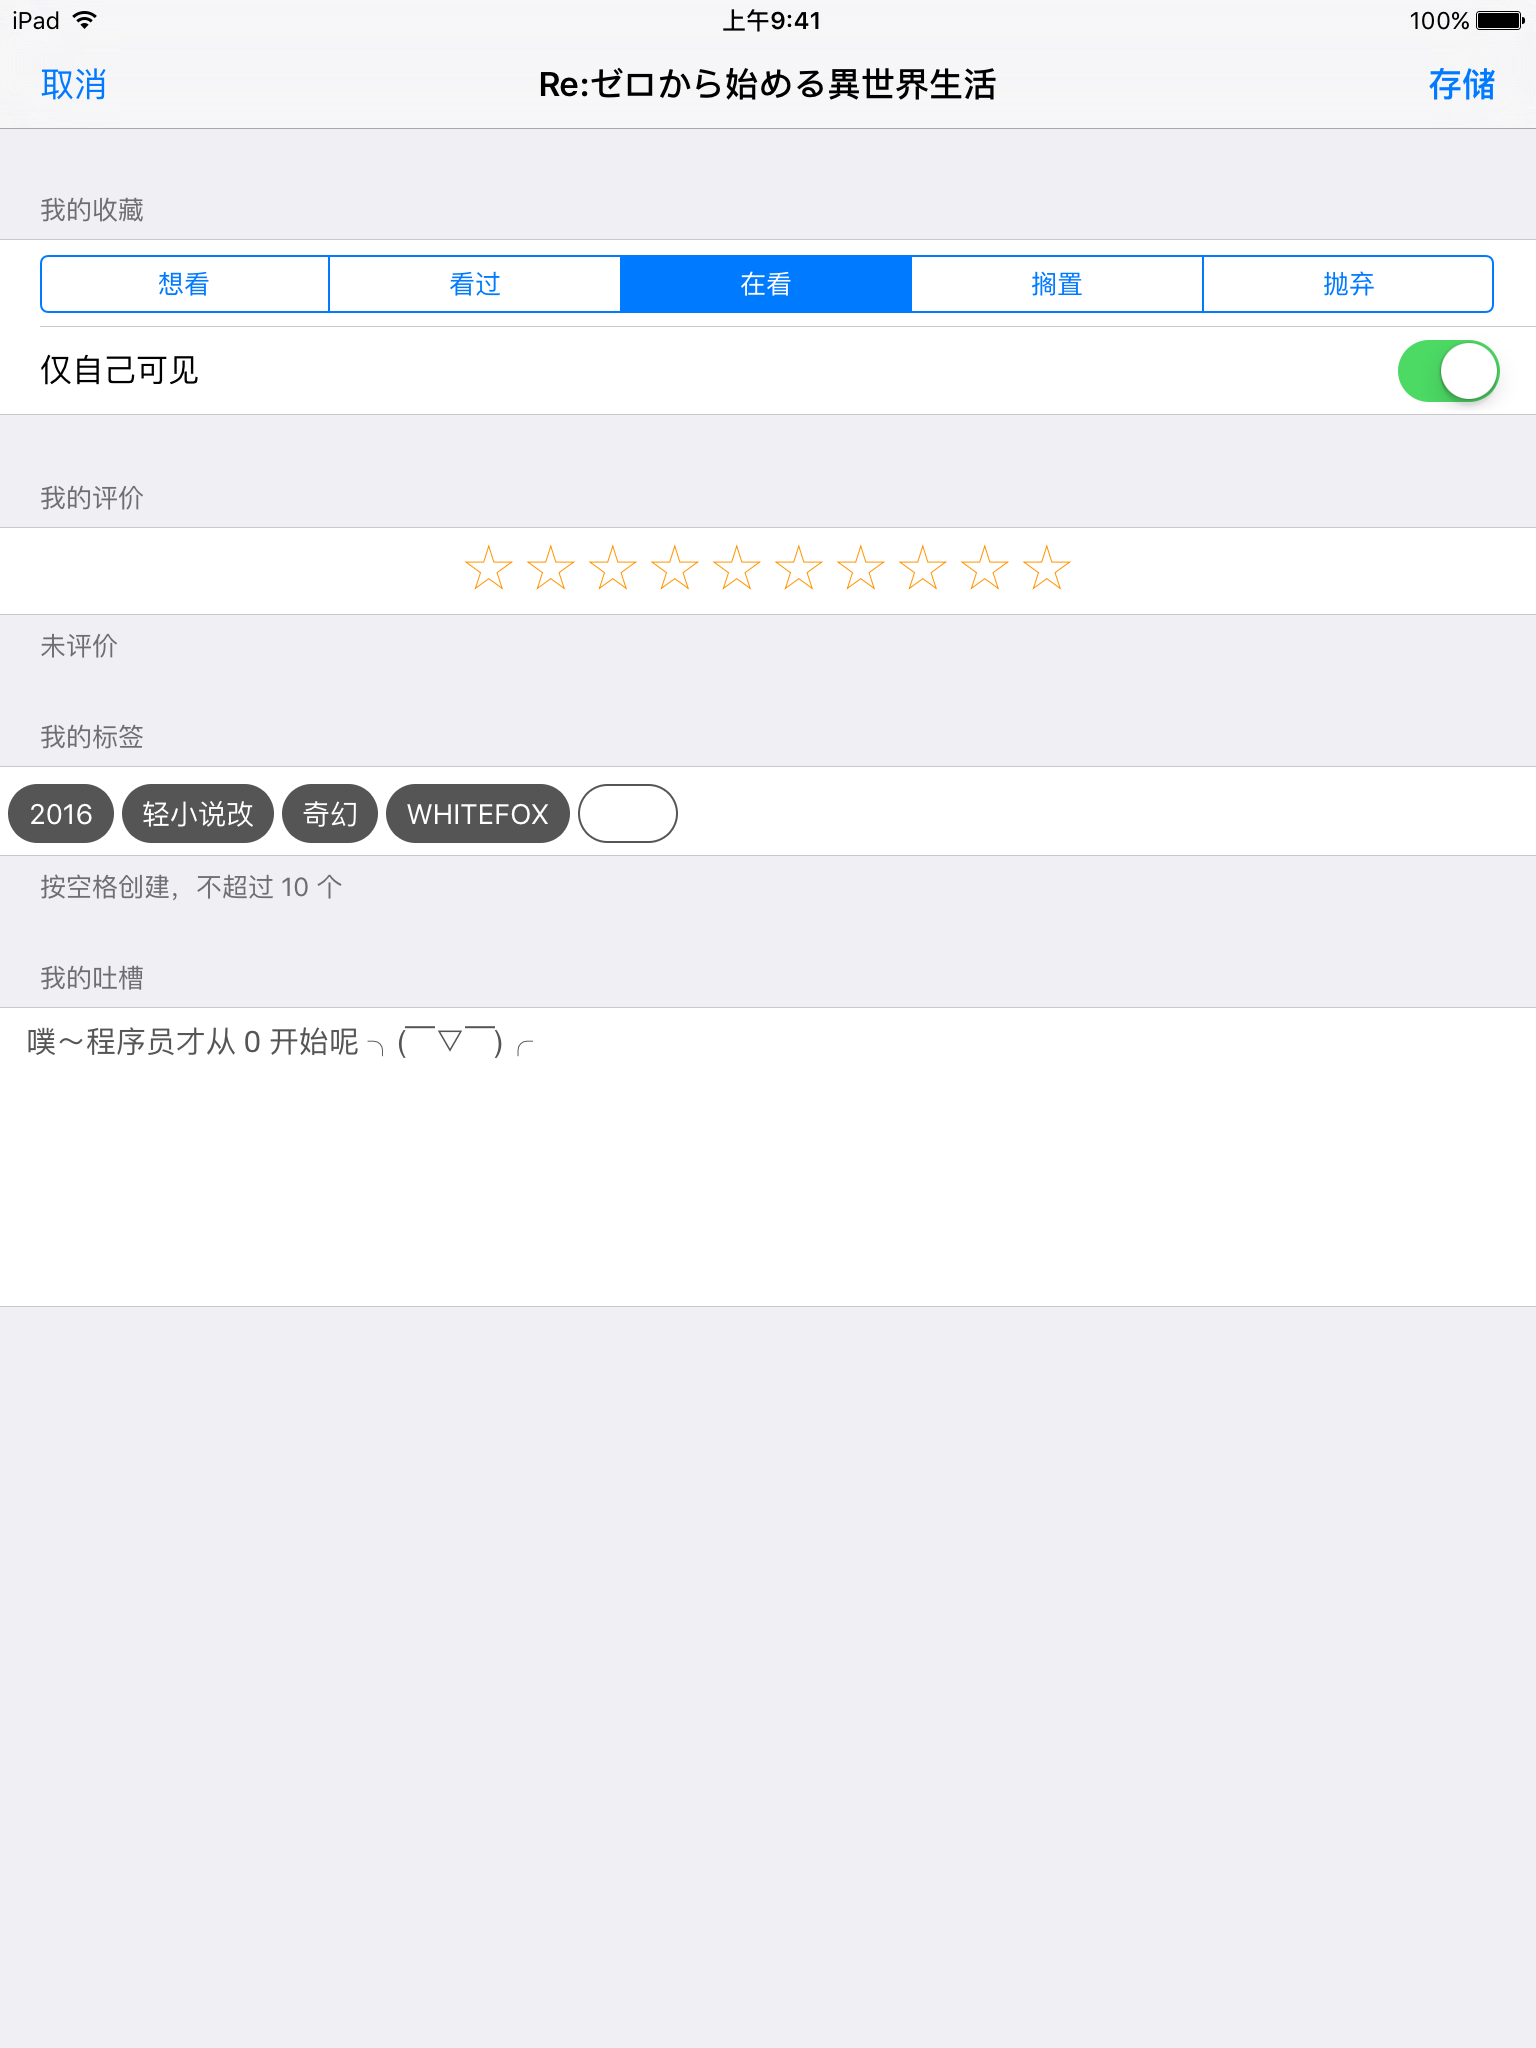 iPad 上午9:41 100%
取消 Re:ゼロから始める異世界生活 存储
我的收藏
想看 看过 在看 搁置 抛弃
仅自己可见
我的评价
☆☆☆☆☆☆☆☆☆☆
未评价
我的标签
2016 轻小说改 奇幻 WHITEFOX
按空格创建，不超过 10 个
我的吐槽
噗～程序员才从 0 开始呢 ╮(￣▽￣)╭